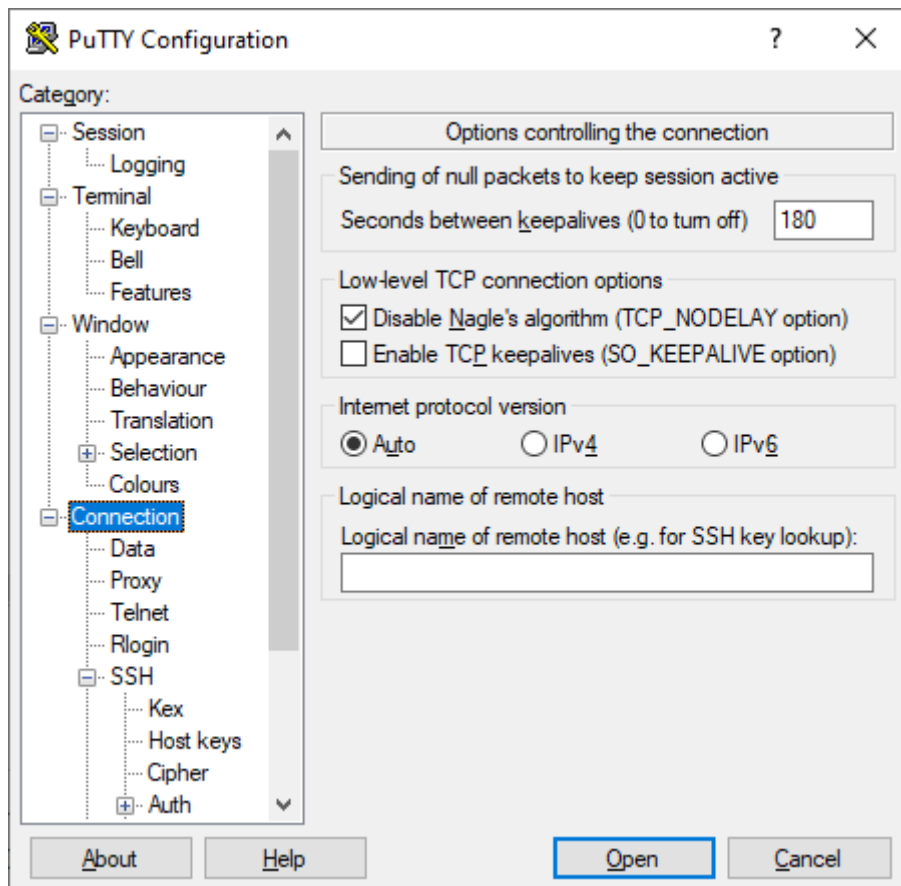 PuTTY Configuration
?
Category:
Session
Logging
Terminal
Keyboard
Bell
Features
Window
Appearance
Behaviour
Translation
Selection
Colours
Connection
Data
Proxy
Telnet
Rlogin
SSH
Kex
Host keys
Cipher
Auth
Options controlling the connection
Sending of null packets to keep session active
Seconds between keepalives (0 to turn off) 180
Low-level TCP connection options
Disable Nagle's algorithm (TCP_NODELAY option)
Enable TCP keepalives (SO_KEEPALIVE option)
Internet protocol version
Auto IPv4 IPv6
Logical name of remote host
Logical name of remote host (e.g. for SSH key lookup):
About Help Open Cancel